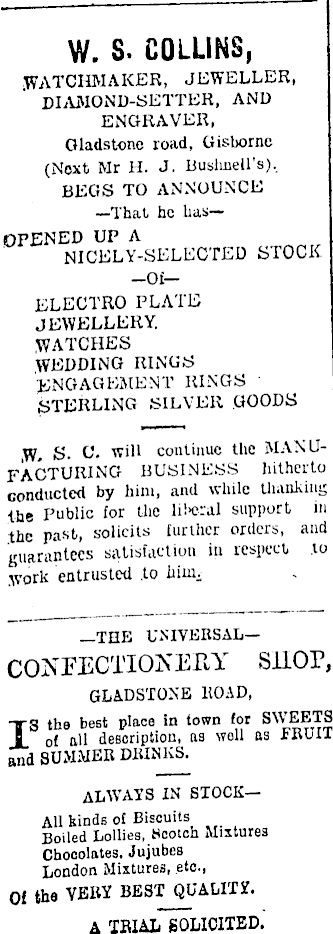 W. S. COLLINS,
WATCHMAKER, JEWELLER,
DIAMOND-SETTER, AND
ENGRAVER,
Gladstone road, Gisborne
(Next Mr H. J. Bushnell's).
BEGS TO ANNOUNCE
—That he has—
OPENED UP A
NICELY-SELECTED STOCK
—Of—
ELECTRO PLATE
JEWELLERY.
WATCHES
WEDDING RINGS
ENGAGEMENT RINGS
STERLING SILVER GOODS
W. S. C. will continue the MANU-
FACTURING BUSINESS hitherto
conducted by him, and while thanking
the Public for the liberal support in
the past, solicits further orders, and
guarantees satisfaction in respect to
work entrusted to him.
—THE UNIVERSAL—
CONFECTIONERY SHOP,
GLADSTONE ROAD,
IS the best place in town for SWEETS
of all description, as well as FRUIT
and SUMMER DRINKS.
ALWAYS IN STOCK—
All kinds of Biscuits
Boiled Lollies, Scotch Mixtures
Chocolates, Jujubes
London Mixtures, etc.,
Of the VERY BEST QUALITY.
A TRIAL SOLICITED.